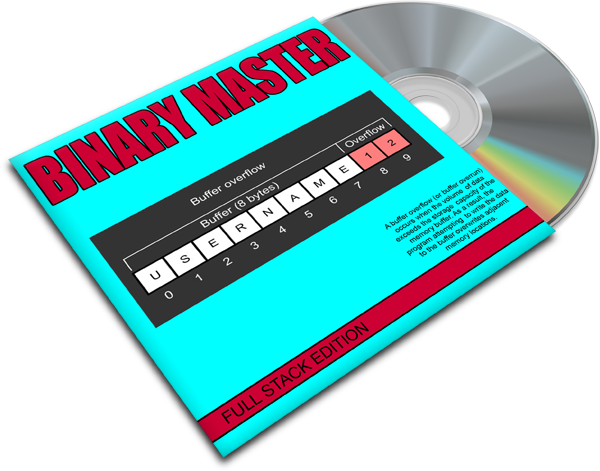 BINARY MASTER
Buffer overflow
Buffer (8 bytes)
Overflow
U S E R N A M E 1 2
0 1 2 3 4 5 6 7 8 9
A buffer overflow (or buffer overrun)
occurs when the volume of data
exceeds the storage capacity of the
memory buffer. As a result, the
program attempting to write the data
to the buffer overwrites adjacent
memory locations.
FULL STACK EDITION